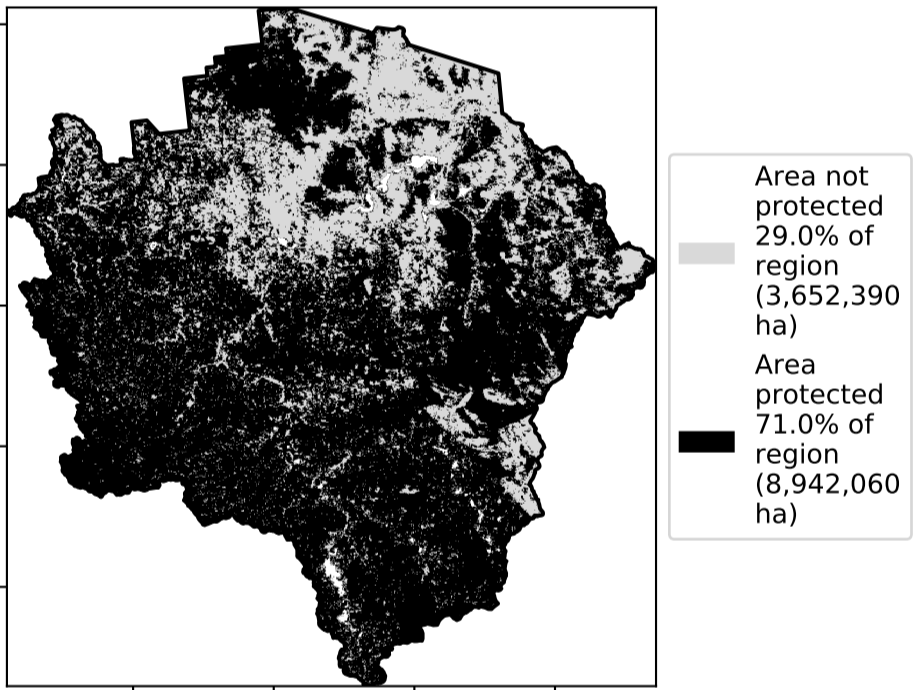 Area not
protected
29.0% of
region
(3,652,390
ha)
Area
protected
71.0% of
region
(8,942,060
ha)